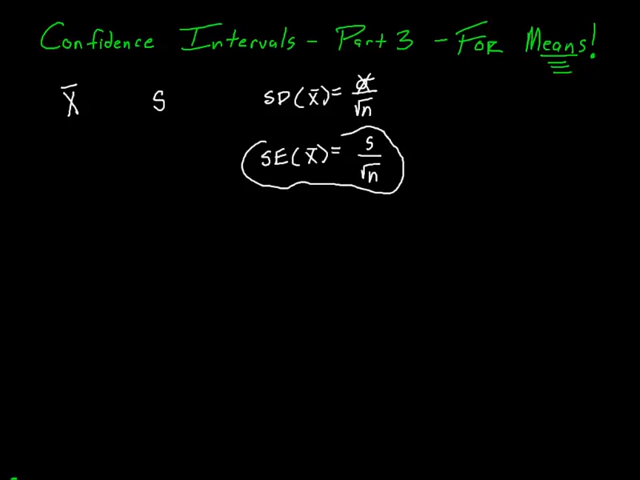 Confidence Intervals - Part 3 - For Means!
x̄ s SD(x̄) = σ/√n
SE(x̄) = s/√n